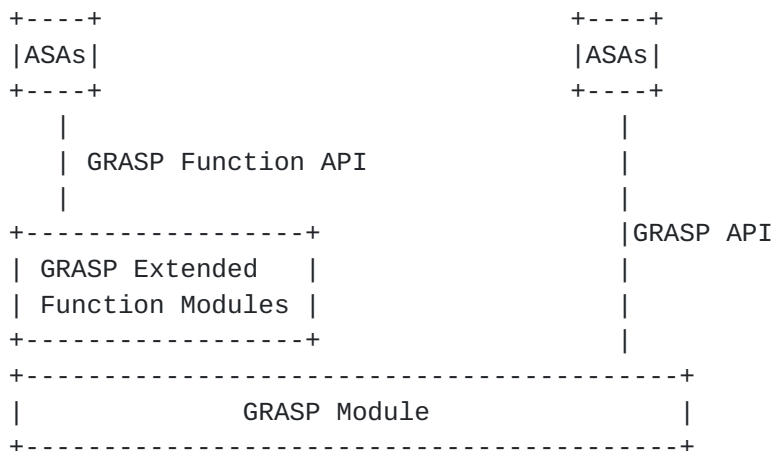 +----+                              +----+
|ASAs|                              |ASAs|
+----+                              +----+
   |                                   |
   | GRASP Function API                |
   |                                   |
+------------------+                   |GRASP API
| GRASP Extended   |                   |
| Function Modules |                   |
+------------------+                   |
+------------------------------------------+
|              GRASP Module                |
+------------------------------------------+